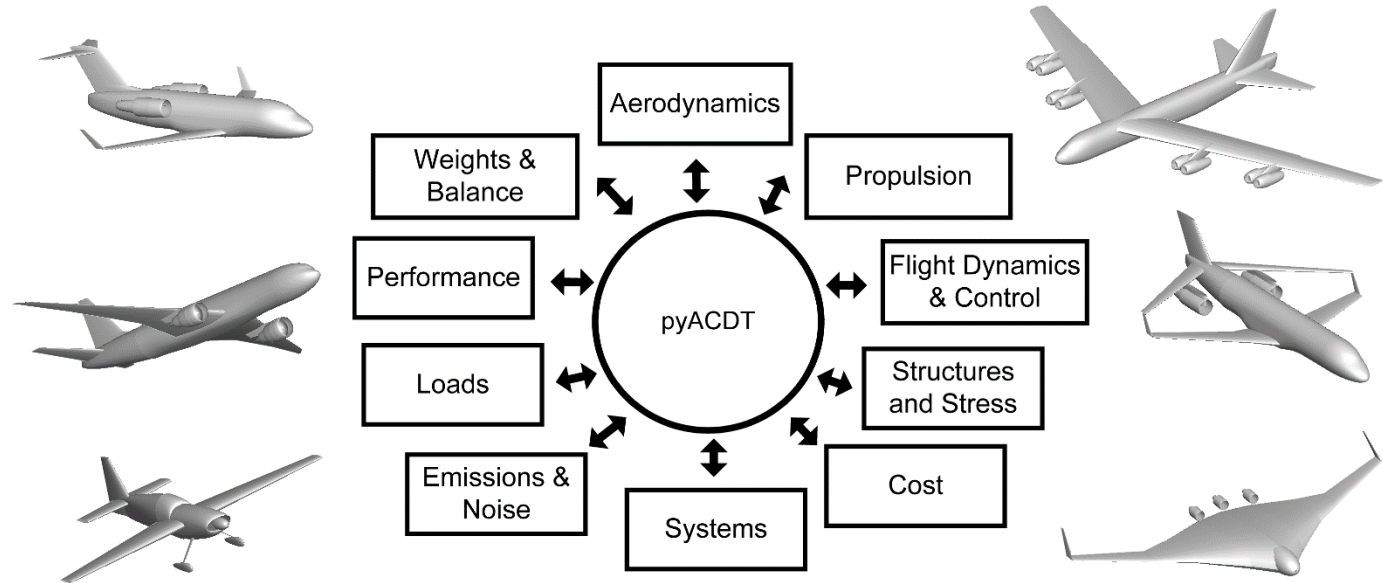 Aerodynamics
Weights &
Balance
Propulsion
Performance
Flight Dynamics
& Control
pyACDT
Loads
Structures
and Stress
Emissions &
Noise
Cost
Systems